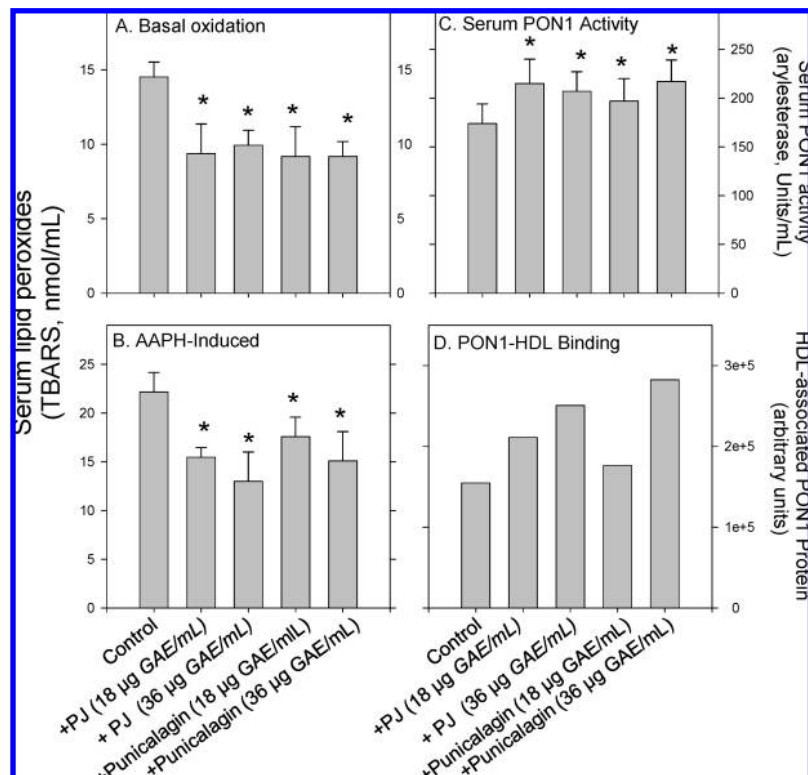 A. Basal oxidation
C. Serum PON1 Activity
15
10
5
0
15
10
5
0
* * * *
* * * *
250
200
150
100
50
0
Serum PON1 activity
(arylesterase, Units/mL)
Serum lipid peroxides
(TBARS, nmol/mL)
B. AAPH-Induced
D. PON1-HDL Binding
25
20
15
10
5
0
* * * *
3e+5
2e+5
1e+5
0
HDL-associated PON1 Protein
(arbitrary units)
Control
+PJ (18 µg GAE/mL)
+ PJ (36 µg GAE/mL)
+Punicalagin (18 µg GAE/mlL)
+Punicalagin (36 µg GAE/mL)
Control
+PJ (18 µg GAE/mL)
+ PJ (36 µg GAE/mL)
+Punicalagin (18 µg GAE/mL)
+Punicalagin (36 µg GAE/mL)